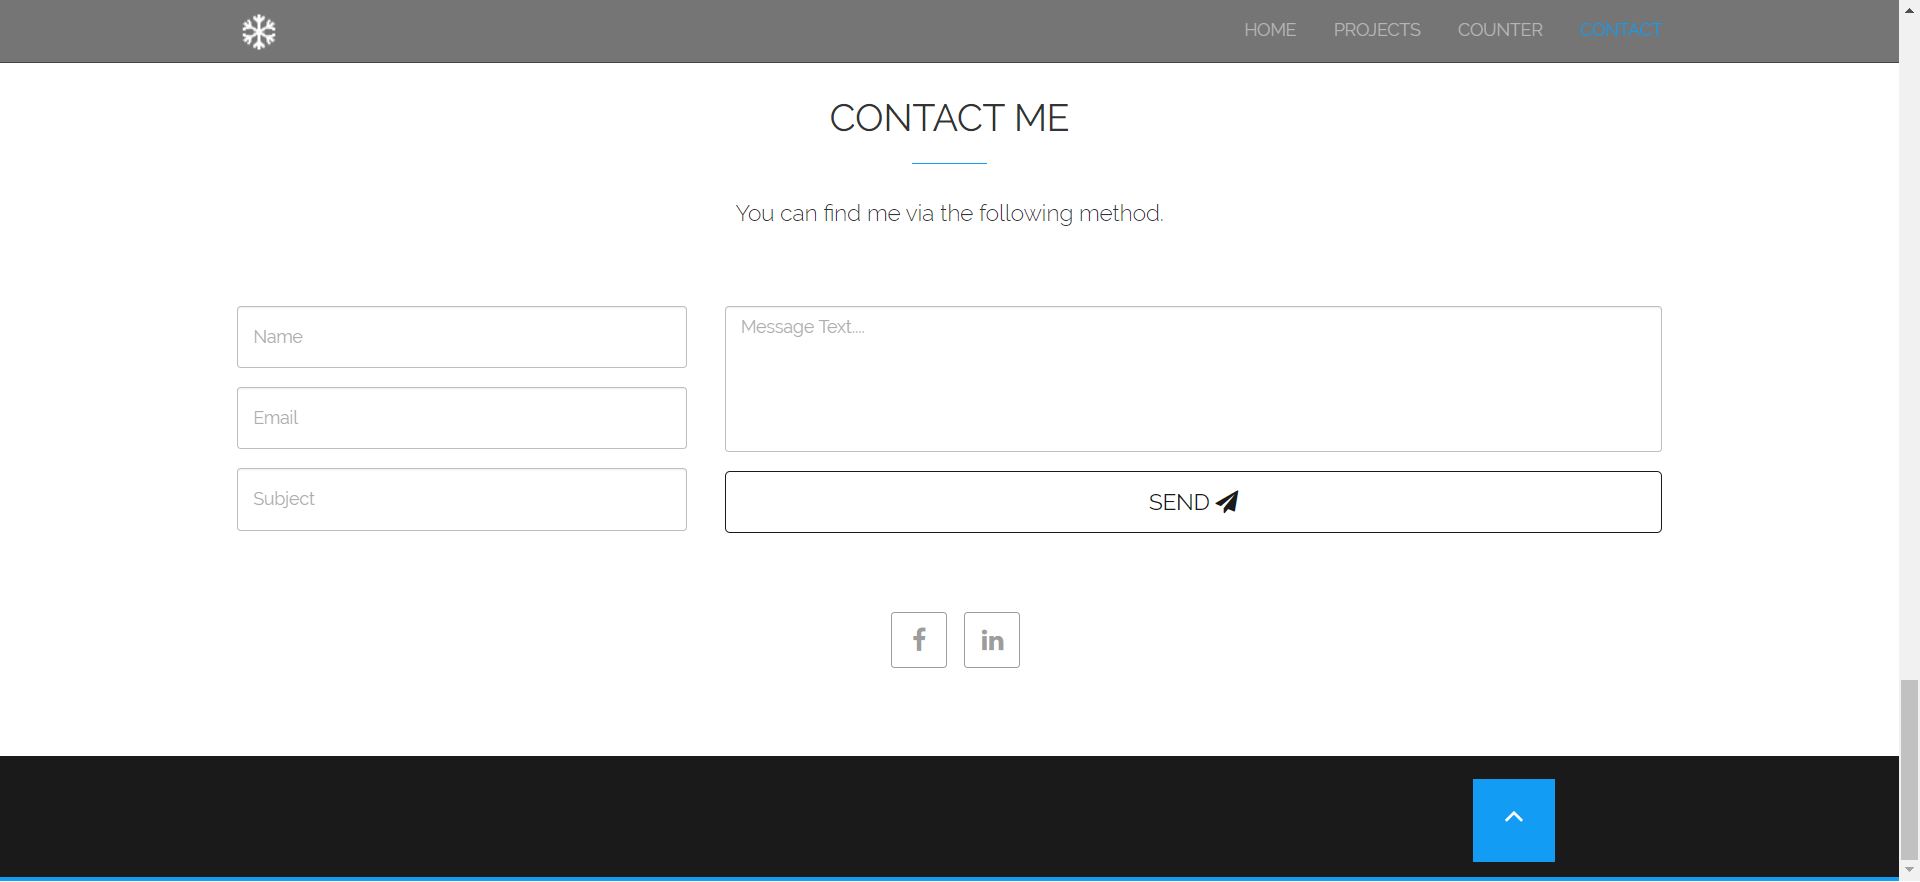 HOME PROJECTS COUNTER CONTACT
CONTACT ME
You can find me via the following method.
Name
Email
Subject
Message Text....
SEND
f
in